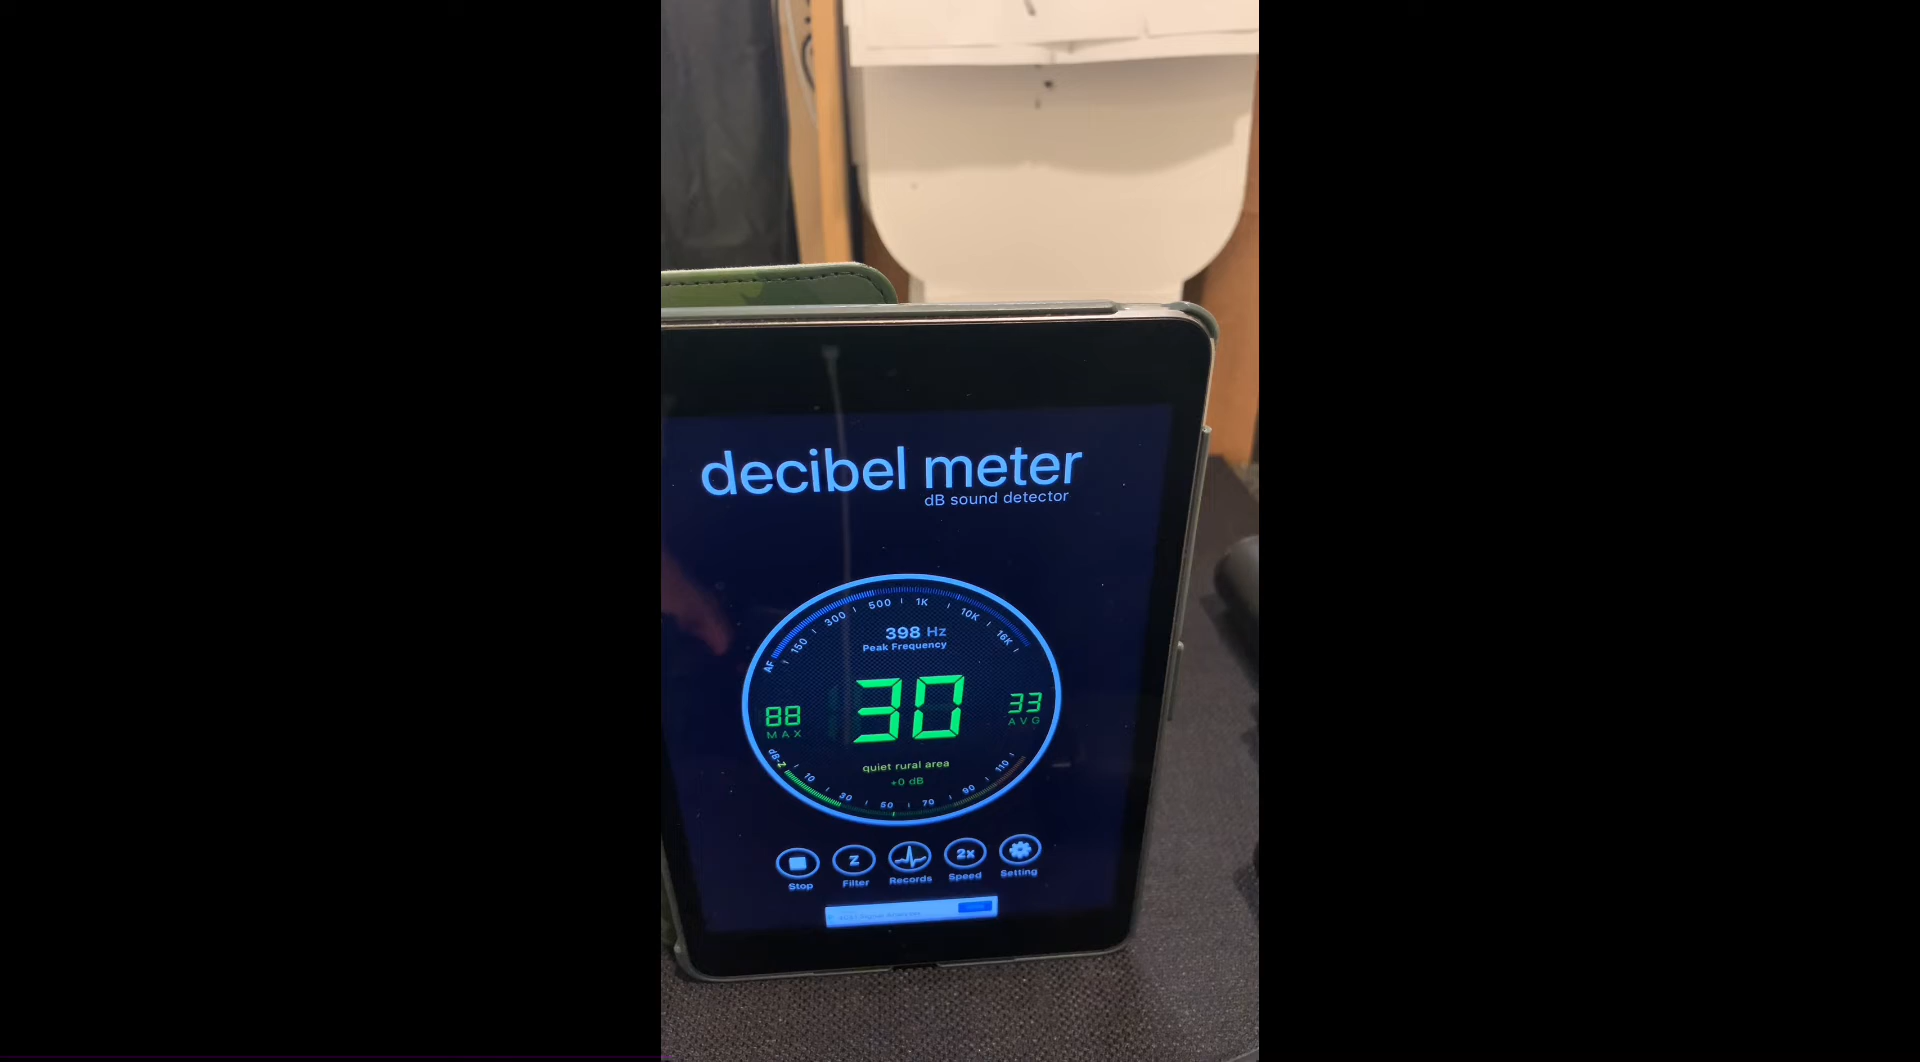 decibel meter
dB sound detector
AF 150 300 500 1K 10K 16K
398 Hz
Peak Frequency
30
88
MAX
33
AVG
quiet rural area
+0 dB
dB-Z 10 30 50 70 90 110
Z
2x
Stop
Filter
Records
Speed
Setting